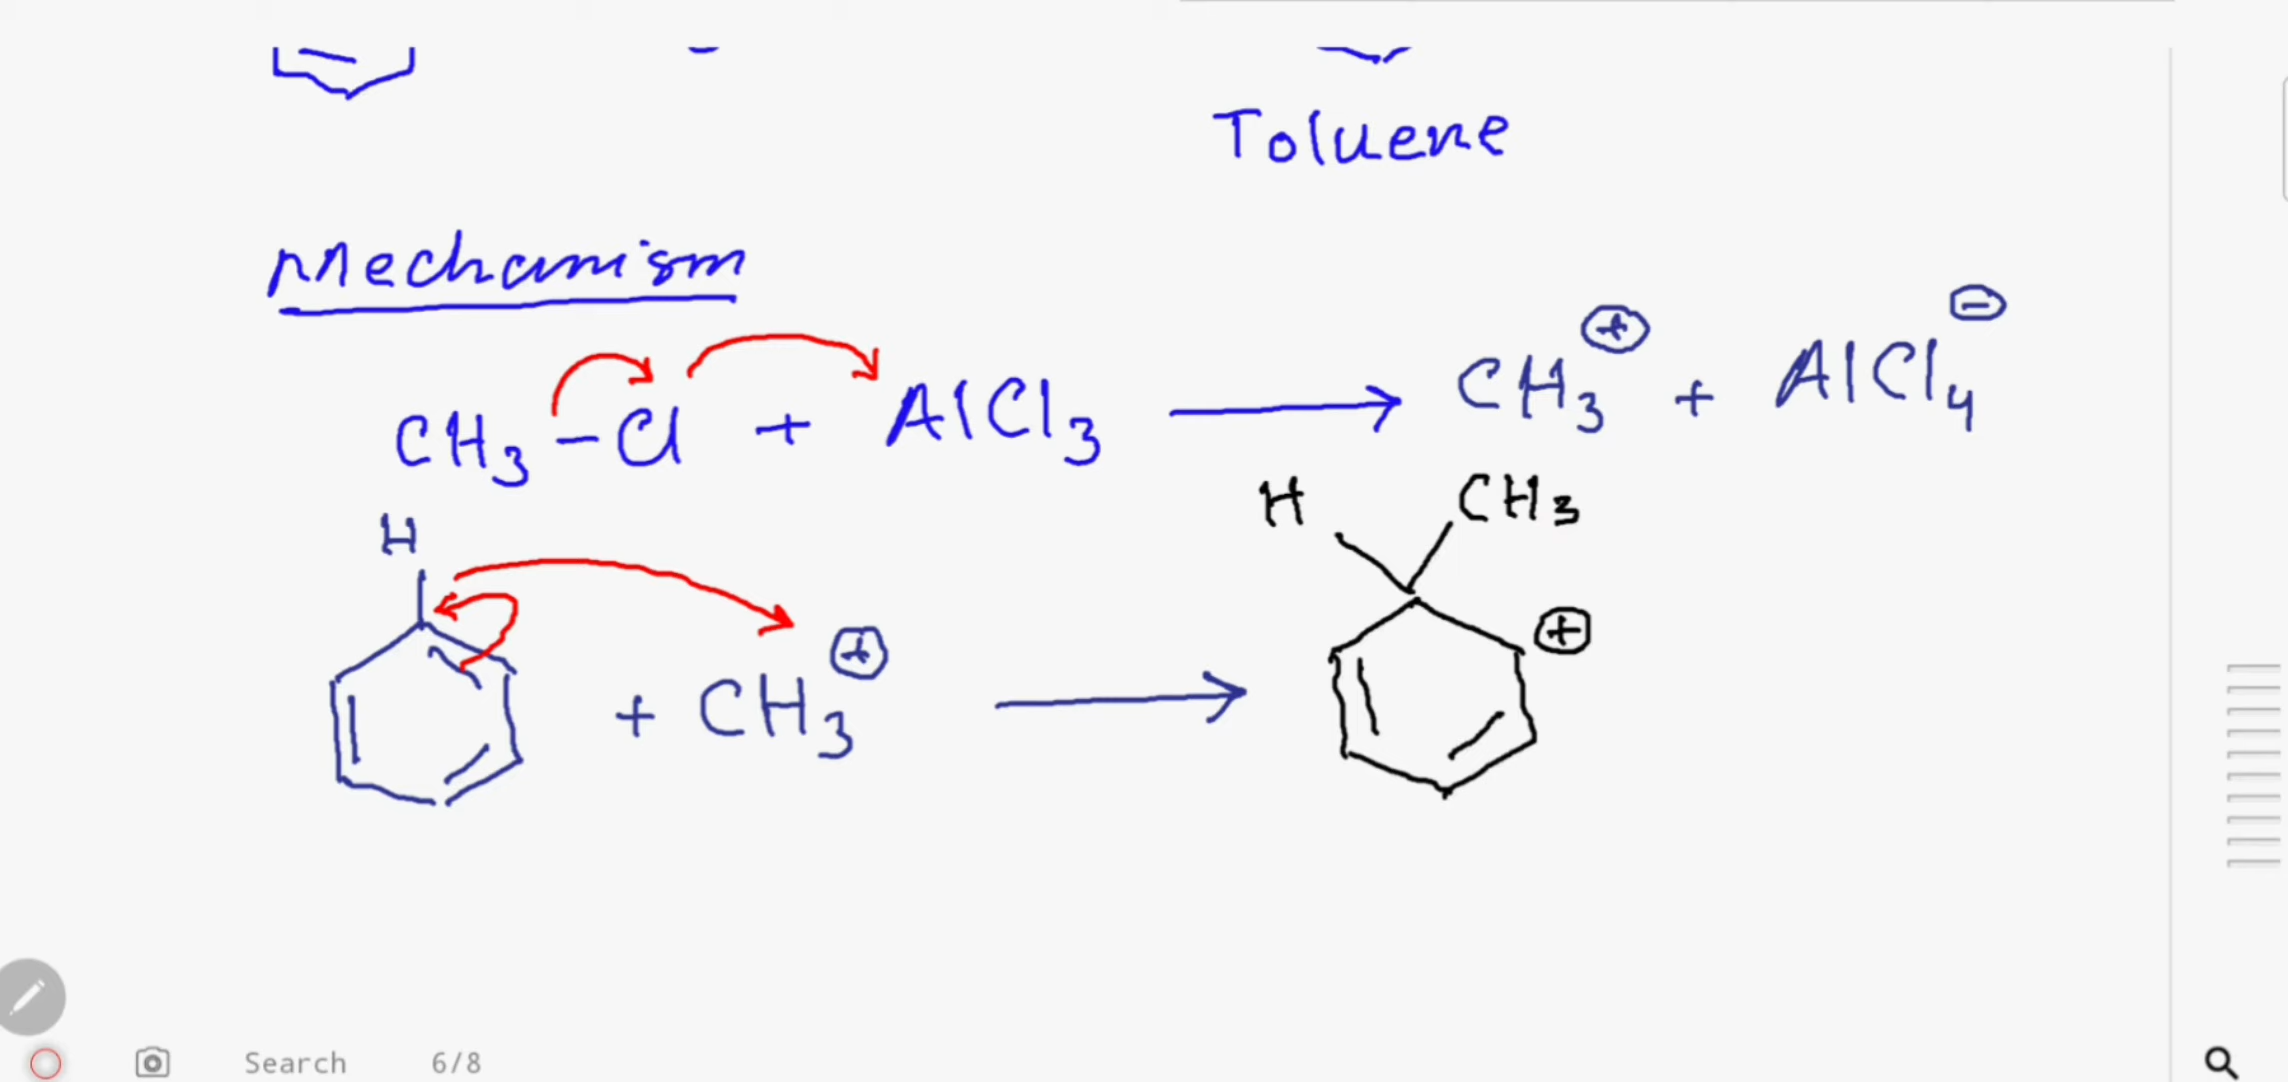 Toluene
Mechanism
CH₃-Cl + AlCl₃ → CH₃⊕ + AlCl₄⊖
H
+ CH₃⊕ →
H CH₃
⊕
Search 6/8